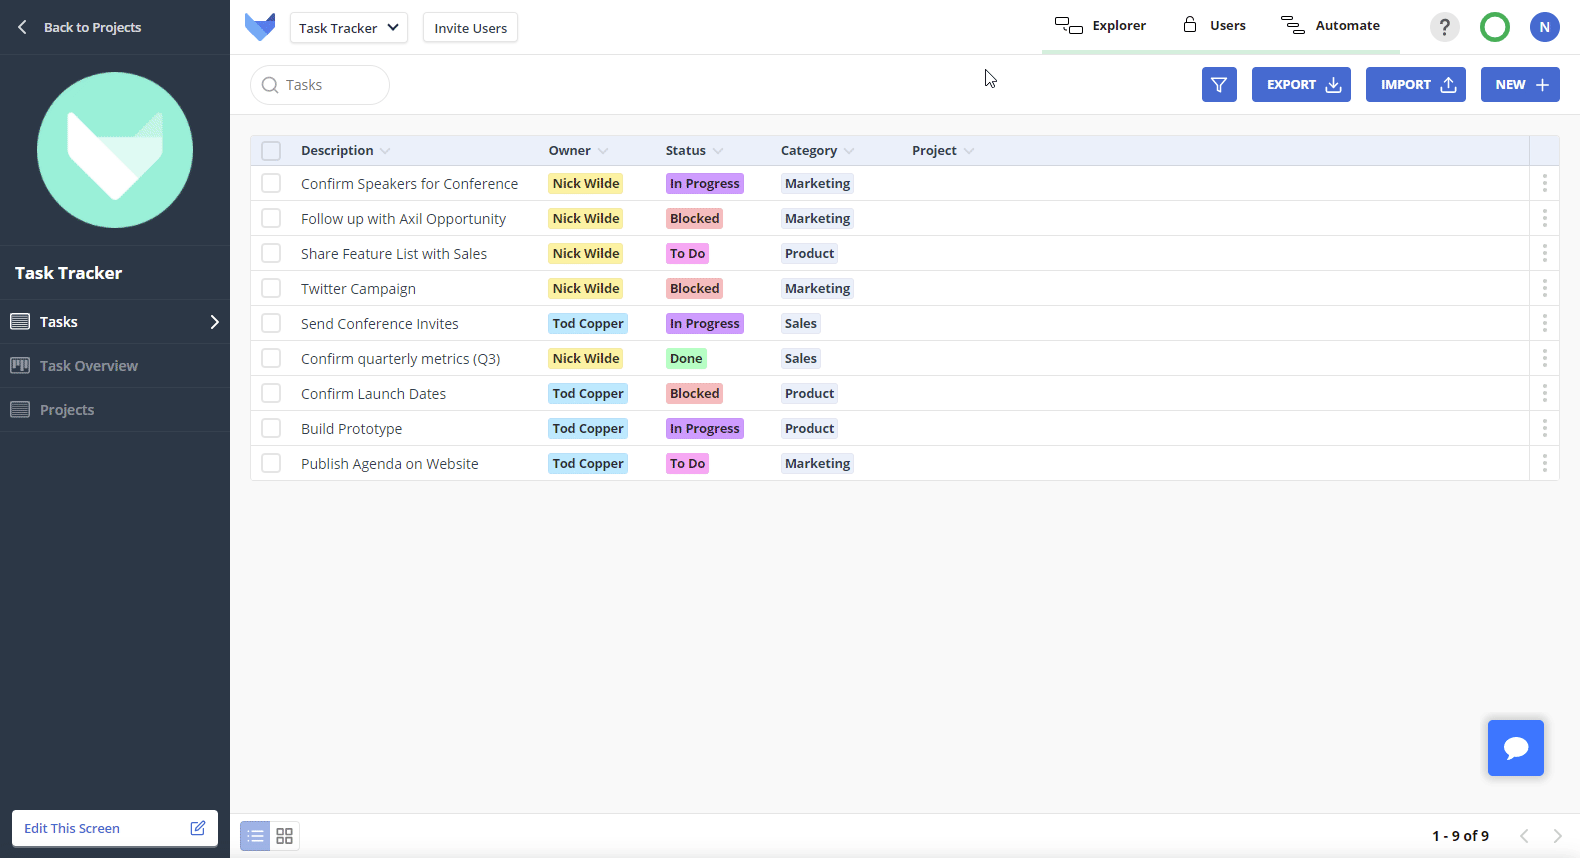 Back to Projects
Task Tracker
Invite Users
Explorer
Users
Automate
?
N
Tasks
EXPORT
IMPORT
NEW
Task Tracker
Tasks
Task Overview
Projects
Description Owner Status Category Project
Confirm Speakers for Conference Nick Wilde In Progress Marketing
Follow up with Axil Opportunity Nick Wilde Blocked Marketing
Share Feature List with Sales Nick Wilde To Do Product
Twitter Campaign Nick Wilde Blocked Marketing
Send Conference Invites Tod Copper In Progress Sales
Confirm quarterly metrics (Q3) Nick Wilde Done Sales
Confirm Launch Dates Tod Copper Blocked Product
Build Prototype Tod Copper In Progress Product
Publish Agenda on Website Tod Copper To Do Marketing
Edit This Screen
1 - 9 of 9